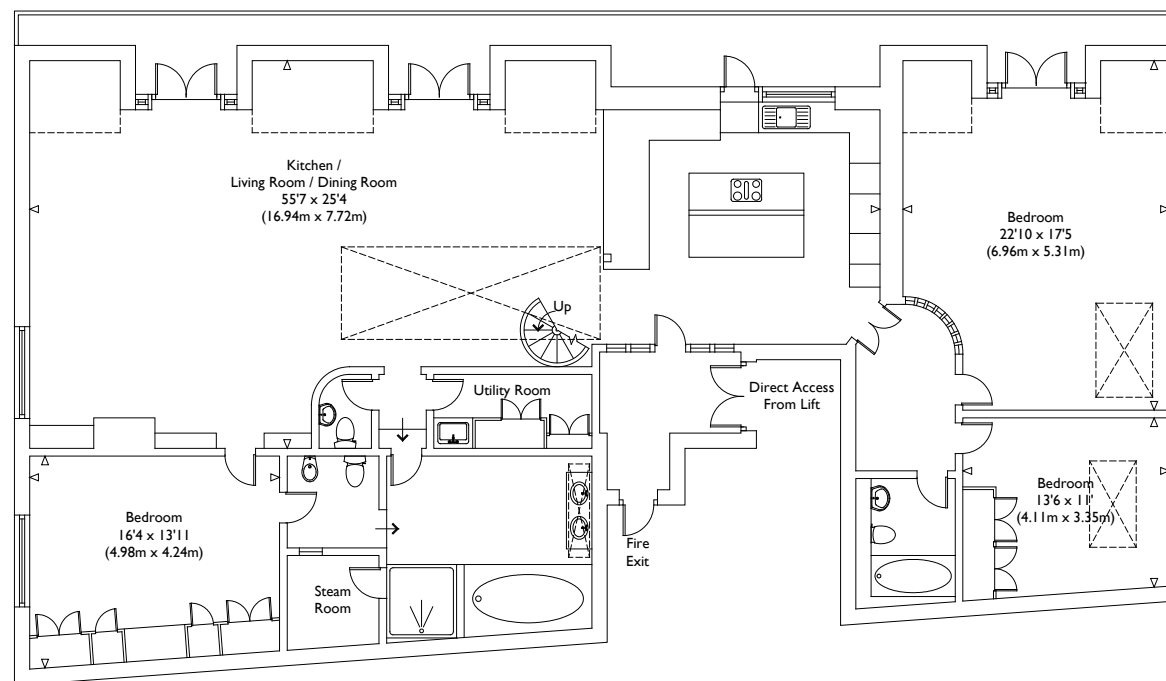 Kitchen /
Living Room / Dining Room
55'7 x 25'4
(16.94m x 7.72m)
Bedroom
22'10 x 17'5
(6.96m x 5.31m)
Up
Utility Room
Direct Access
From Lift
Bedroom
13'6 x 11'
(4.11m x 3.35m)
Bedroom
16'4 x 13'11
(4.98m x 4.24m)
Fire
Exit
Steam
Room